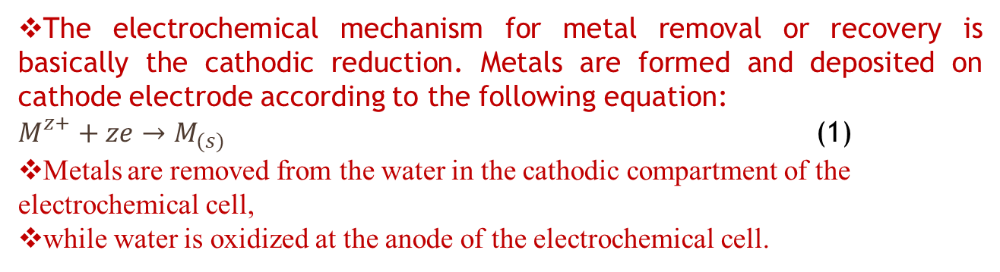 ❖The electrochemical mechanism for metal removal or recovery is
basically the cathodic reduction. Metals are formed and deposited on
cathode electrode according to the following equation:
$M^{z+} + ze \rightarrow M_{(s)}$ (1)
❖Metals are removed from the water in the cathodic compartment of the
electrochemical cell,
❖while water is oxidized at the anode of the electrochemical cell.